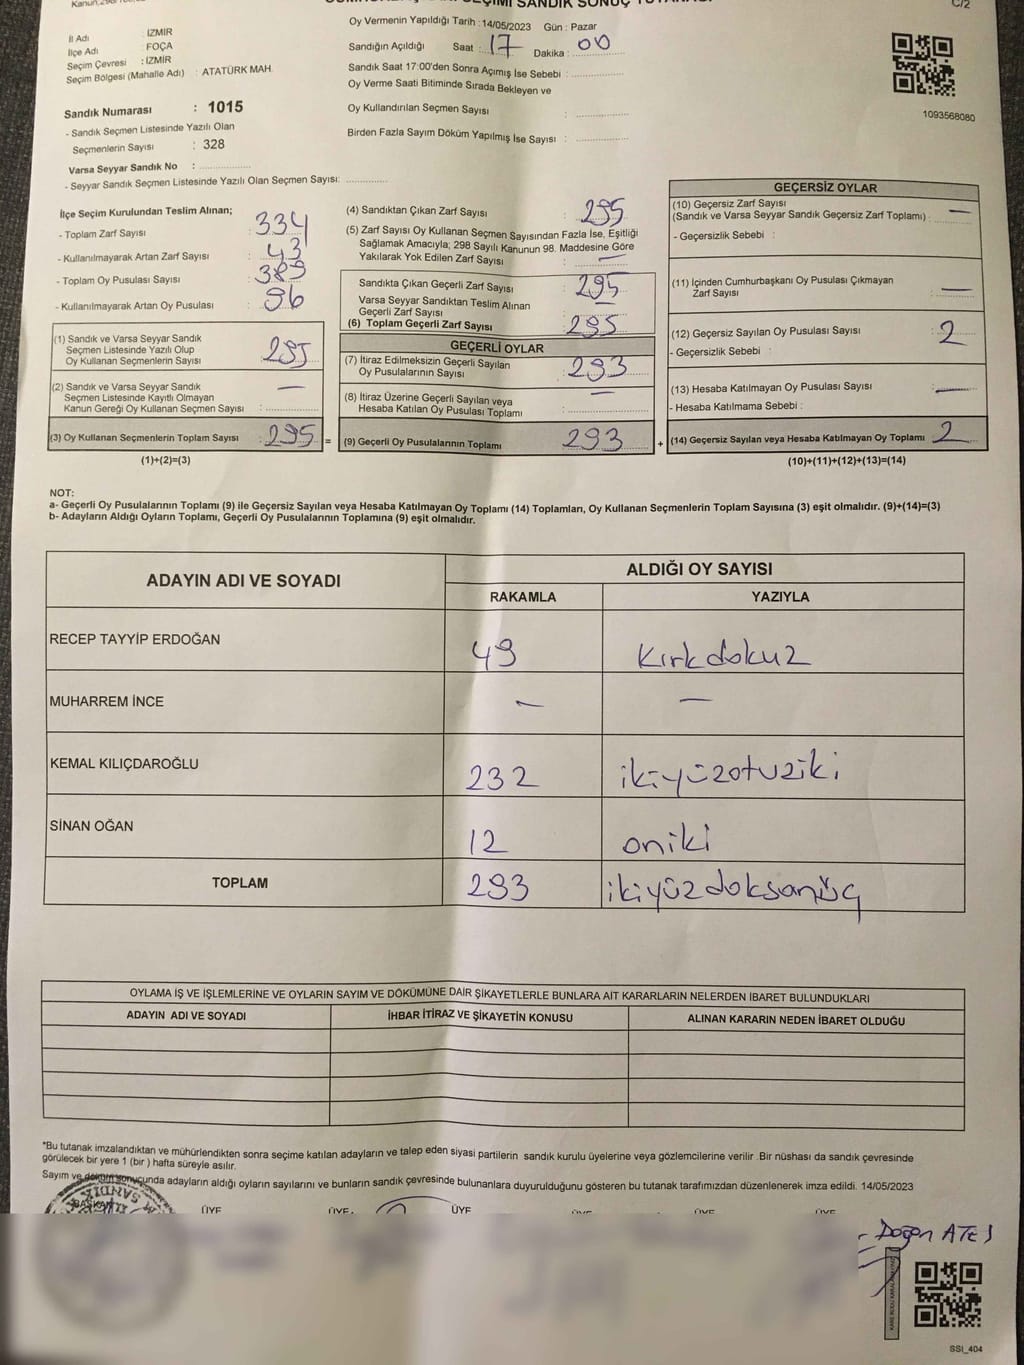 C/2
İl Adı : İZMİR
İlçe Adı : FOÇA
Seçim Çevresi : İZMİR
Seçim Bölgesi (Mahalle Adı) : ATATÜRK MAH.
Sandık Numarası : 1015
- Sandık Seçmen Listesinde Yazılı Olan
Seçmenlerin Sayısı : 328
Varsa Seyyar Sandık No :
- Seyyar Sandık Seçmen Listesinde Yazılı Olan Seçmen Sayısı:
Oy Vermenin Yapıldığı Tarih : 14/05/2023 Gün : Pazar
Sandığın Açıldığı Saat : 17 Dakika : 00
Sandık Saat 17:00'den Sonra Açımış İse Sebebi :
Oy Verme Saati Bitiminde Sırada Bekleyen ve
Oy Kullandırılan Seçmen Sayısı :
Birden Fazla Sayım Döküm Yapılmış İse Sayısı :
1093568080
İlçe Seçim Kurulundan Teslim Alınan;
- Toplam Zarf Sayısı : 334
- Kullanılmayarak Artan Zarf Sayısı : 43
- Toplam Oy Pusulası Sayısı : 389
- Kullanılmayarak Artan Oy Pusulası : 96
(1) Sandık ve Varsa Seyyar Sandık
Seçmen Listesinde Yazılı Olup
Oy Kullanan Seçmenlerin Sayısı : 295
(2) Sandık ve Varsa Seyyar Sandık
Seçmen Listesinde Kayıtlı Olmayan
Kanun Gereği Oy Kullanan Seçmen Sayısı : —
(3) Oy Kullanan Seçmenlerin Toplam Sayısı : 295 =
(1)+(2)=(3)
(4) Sandıktan Çıkan Zarf Sayısı : 295
(5) Zarf Sayısı Oy Kullanan Seçmen Sayısından Fazla İse, Eşitliği
Sağlamak Amacıyla; 298 Sayılı Kanunun 98. Maddesine Göre
Yakılarak Yok Edilen Zarf Sayısı : —
Sandıkta Çıkan Geçerli Zarf Sayısı : 295
Varsa Seyyar Sandıktan Teslim Alınan
Geçerli Zarf Sayısı : —
(6) Toplam Geçerli Zarf Sayısı : 295
GEÇERLİ OYLAR
(7) İtiraz Edilmeksizin Geçerli Sayılan
Oy Pusulalarının Sayısı : 293
(8) İtiraz Üzerine Geçerli Sayılan veya
Hesaba Katılan Oy Pusulası Toplamı : —
(9) Geçerli Oy Pusulalarının Toplamı : 293 +
GEÇERSİZ OYLAR
(10) Geçersiz Zarf Sayısı
(Sandık ve Varsa Seyyar Sandık Geçersiz Zarf Toplamı) : —
- Geçersizlik Sebebi :
(11) İçinden Cumhurbaşkanı Oy Pusulası Çıkmayan
Zarf Sayısı : —
(12) Geçersiz Sayılan Oy Pusulası Sayısı : 2
- Geçersizlik Sebebi :
(13) Hesaba Katılmayan Oy Pusulası Sayısı : —
- Hesaba Katılmama Sebebi :
(14) Geçersiz Sayılan veya Hesaba Katılmayan Oy Toplamı : 2
(10)+(11)+(12)+(13)=(14)
NOT:
a- Geçerli Oy Pusulalarının Toplamı (9) ile Geçersiz Sayılan veya Hesaba Katılmayan Oy Toplamı (14) Toplamları, Oy Kullanan Seçmenlerin Toplam Sayısına (3) eşit olmalıdır. (9)+(14)=(3)
b- Adayların Aldığı Oyların Toplamı, Geçerli Oy Pusulalarının Toplamına (9) eşit olmalıdır.
ADAYIN ADI VE SOYADI ALDIĞI OY SAYISI
RAKAMLA YAZIYLA
RECEP TAYYİP ERDOĞAN 49 Kırkdokuz
MUHARREM İNCE — —
KEMAL KILIÇDAROĞLU 232 ikiyüzotuziki
SİNAN OĞAN 12 oniki
TOPLAM 293 ikiyüzdoksanüç
OYLAMA İŞ VE İŞLEMLERİNE VE OYLARIN SAYIM VE DÖKÜMÜNE DAİR ŞİKAYETLERLE BUNLARA AİT KARARLARIN NELERDEN İBARET BULUNDUKLARI
ADAYIN ADI VE SOYADI İHBAR İTİRAZ VE ŞİKAYETİN KONUSU ALINAN KARARIN NEDEN İBARET OLDUĞU
*Bu tutanak imzalandıktan ve mühürlendikten sonra seçime katılan adayların ve talep eden siyasi partilerin sandık kurulu üyelerine veya gözlemcilerine verilir .Bir nüshası da sandık çevresinde
görülecek bir yere 1 (bir ) hafta süreyle asılır.
Sayım ve döküm sonucunda adayların aldığı oyların sayılarını ve bunların sandık çevresinde bulunanlara duyurulduğunu gösteren bu tutanak tarafımızdan düzenlenerek imza edildi. 14/05/2023
BAŞKAN ÜYE ÜYE ÜYE ÜYE ÜYE ÜYE
Doğan ATEŞ
SSI_404